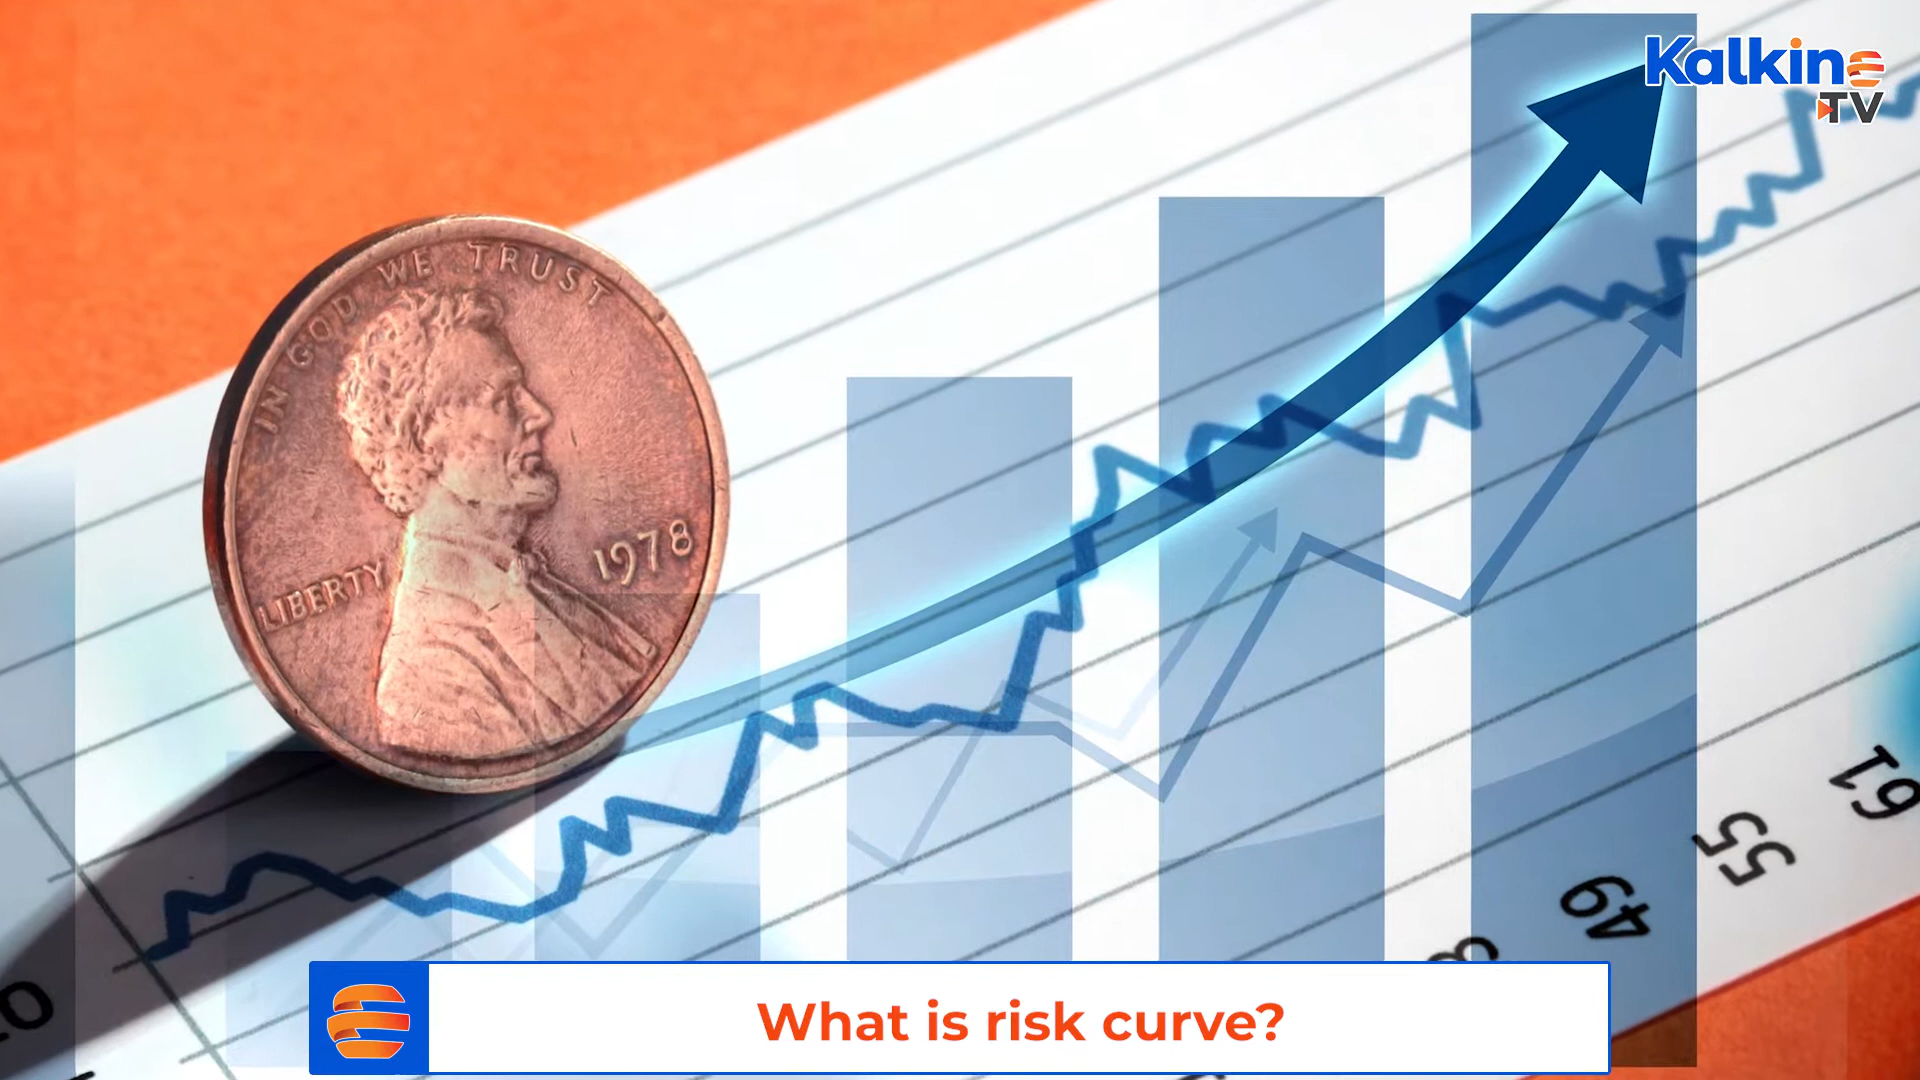 Kalkine
TV
IN GOD WE TRUST
LIBERTY
1978
61
55
49
What is risk curve?